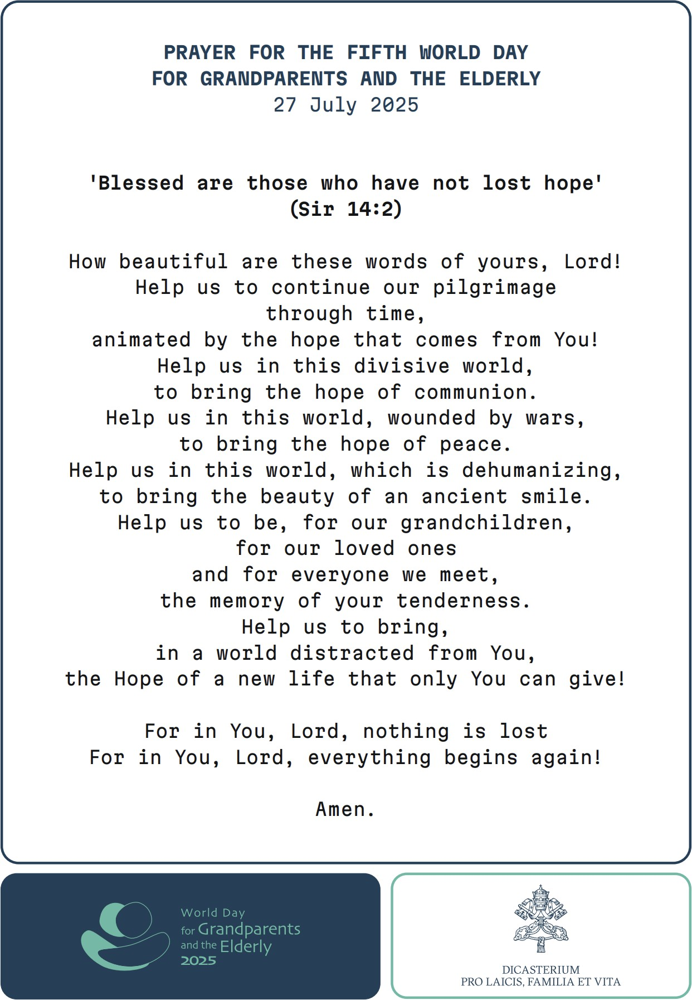 PRAYER FOR THE FIFTH WORLD DAY
FOR GRANDPARENTS AND THE ELDERLY
27 July 2025
'Blessed are those who have not lost hope'
(Sir 14:2)
How beautiful are these words of yours, Lord!
Help us to continue our pilgrimage
through time,
animated by the hope that comes from You!
Help us in this divisive world,
to bring the hope of communion.
Help us in this world, wounded by wars,
to bring the hope of peace.
Help us in this world, which is dehumanizing,
to bring the beauty of an ancient smile.
Help us to be, for our grandchildren,
for our loved ones
and for everyone we meet,
the memory of your tenderness.
Help us to bring,
in a world distracted from You,
the Hope of a new life that only You can give!
For in You, Lord, nothing is lost
For in You, Lord, everything begins again!
Amen.
World Day
for Grandparents
and the Elderly
2025
DICASTERIUM
PRO LAICIS, FAMILIA ET VITA